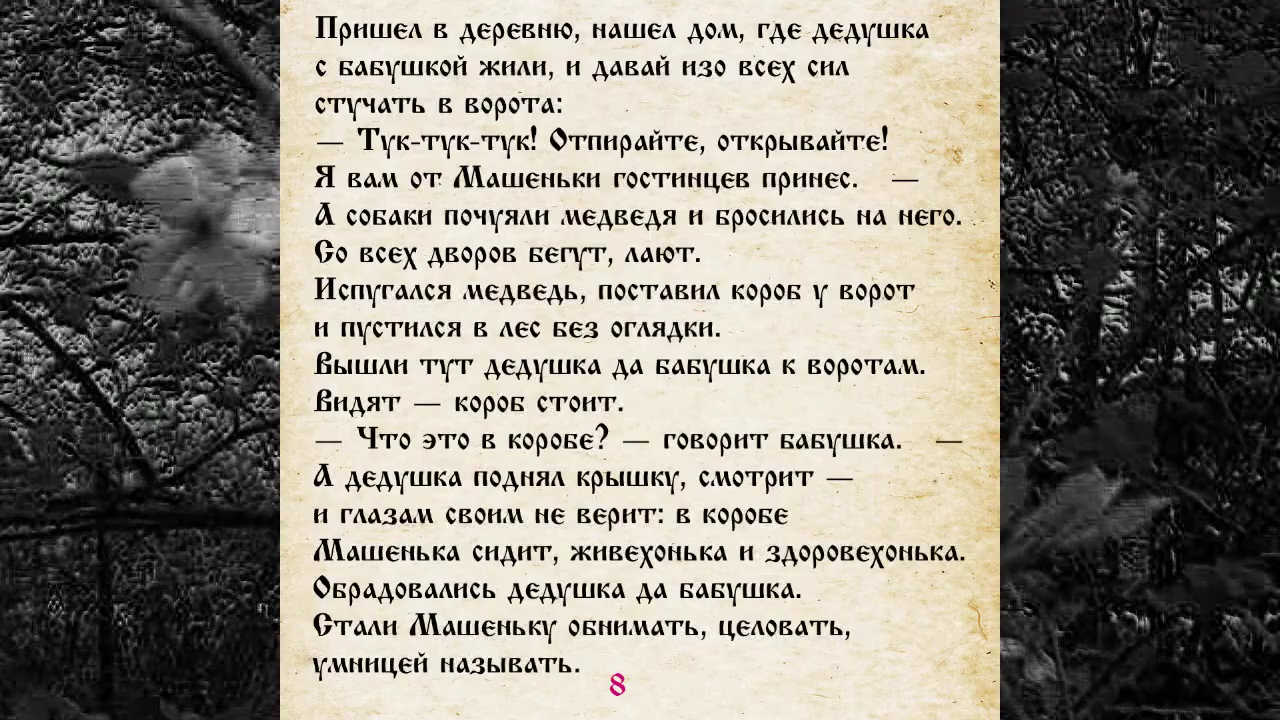 Пришел в деревню, нашел дом, где дедушка
с бабушкой жили, и давай изо всех сил
стучать в ворота:
— Тук-тук-тук! Отпирайте, открывайте!
Я вам от Машеньки гостинцев принес. —
А собаки почуяли медведя и бросились на него.
Со всех дворов бегут, лают.
Испугался медведь, поставил короб у ворот
и пустился в лес без оглядки.
Вышли тут дедушка да бабушка к воротам.
Видят — короб стоит.
— Что это в коробе? — говорит бабушка. —
А дедушка поднял крышку, смотрит —
и глазам своим не верит: в коробе
Машенька сидит, живехонька и здоровехонька.
Обрадовались дедушка да бабушка.
Стали Машеньку обнимать, целовать,
умницей называть.
8